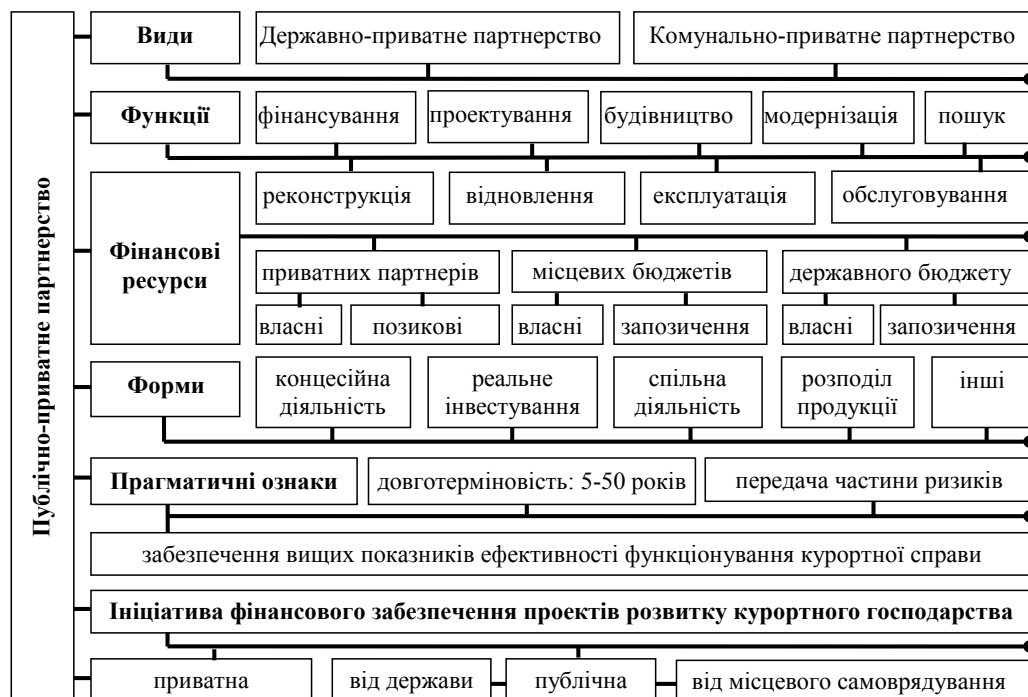 Публічно-приватне партнерство
Види
Державно-приватне партнерство
Комунально-приватне партнерство
Функції
фінансування
проектування
будівництво
модернізація
пошук
реконструкція
відновлення
експлуатація
обслуговування
Фінансові
ресурси
приватних партнерів
місцевих бюджетів
державного бюджету
власні
позикові
власні
запозичення
власні
запозичення
Форми
концесійна
діяльність
реальне
інвестування
спільна
діяльність
розподіл
продукції
інші
Прагматичні ознаки
довготерміновість: 5-50 років
передача частини ризиків
забезпечення вищих показників ефективності функціонування курортної справи
Ініціатива фінансового забезпечення проектів розвитку курортного господарства
приватна
від держави
публічна
від місцевого самоврядування